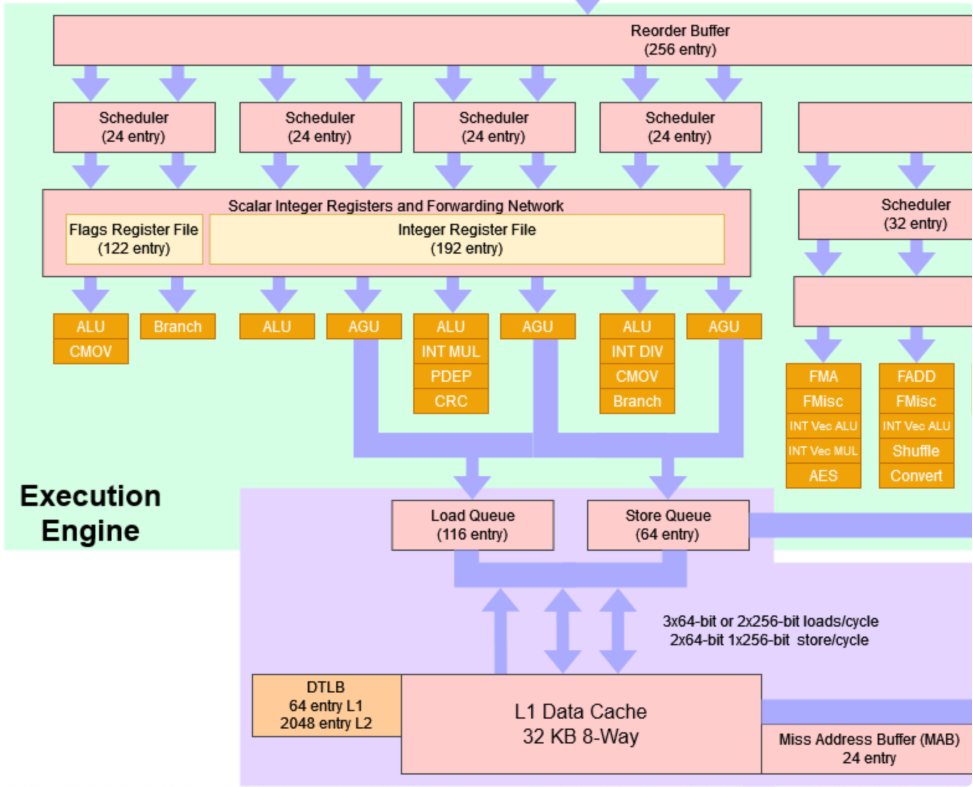 Reorder Buffer
(256 entry)
Scheduler
(24 entry)
Scheduler
(24 entry)
Scheduler
(24 entry)
Scheduler
(24 entry)
Scalar Integer Registers and Forwarding Network
Flags Register File
(122 entry)
Integer Register File
(192 entry)
Scheduler
(32 entry)
ALU
CMOV
Branch
ALU
AGU
ALU
INT MUL
PDEP
CRC
AGU
ALU
INT DIV
CMOV
Branch
AGU
FMA
FMisc
INT Vec ALU
INT Vec MUL
AES
FADD
FMisc
INT Vec ALU
Shuffle
Convert
Execution
Engine
Load Queue
(116 entry)
Store Queue
(64 entry)
3x64-bit or 2x256-bit loads/cycle
2x64-bit 1x256-bit store/cycle
DTLB
64 entry L1
2048 entry L2
L1 Data Cache
32 KB 8-Way
Miss Address Buffer (MAB)
24 entry